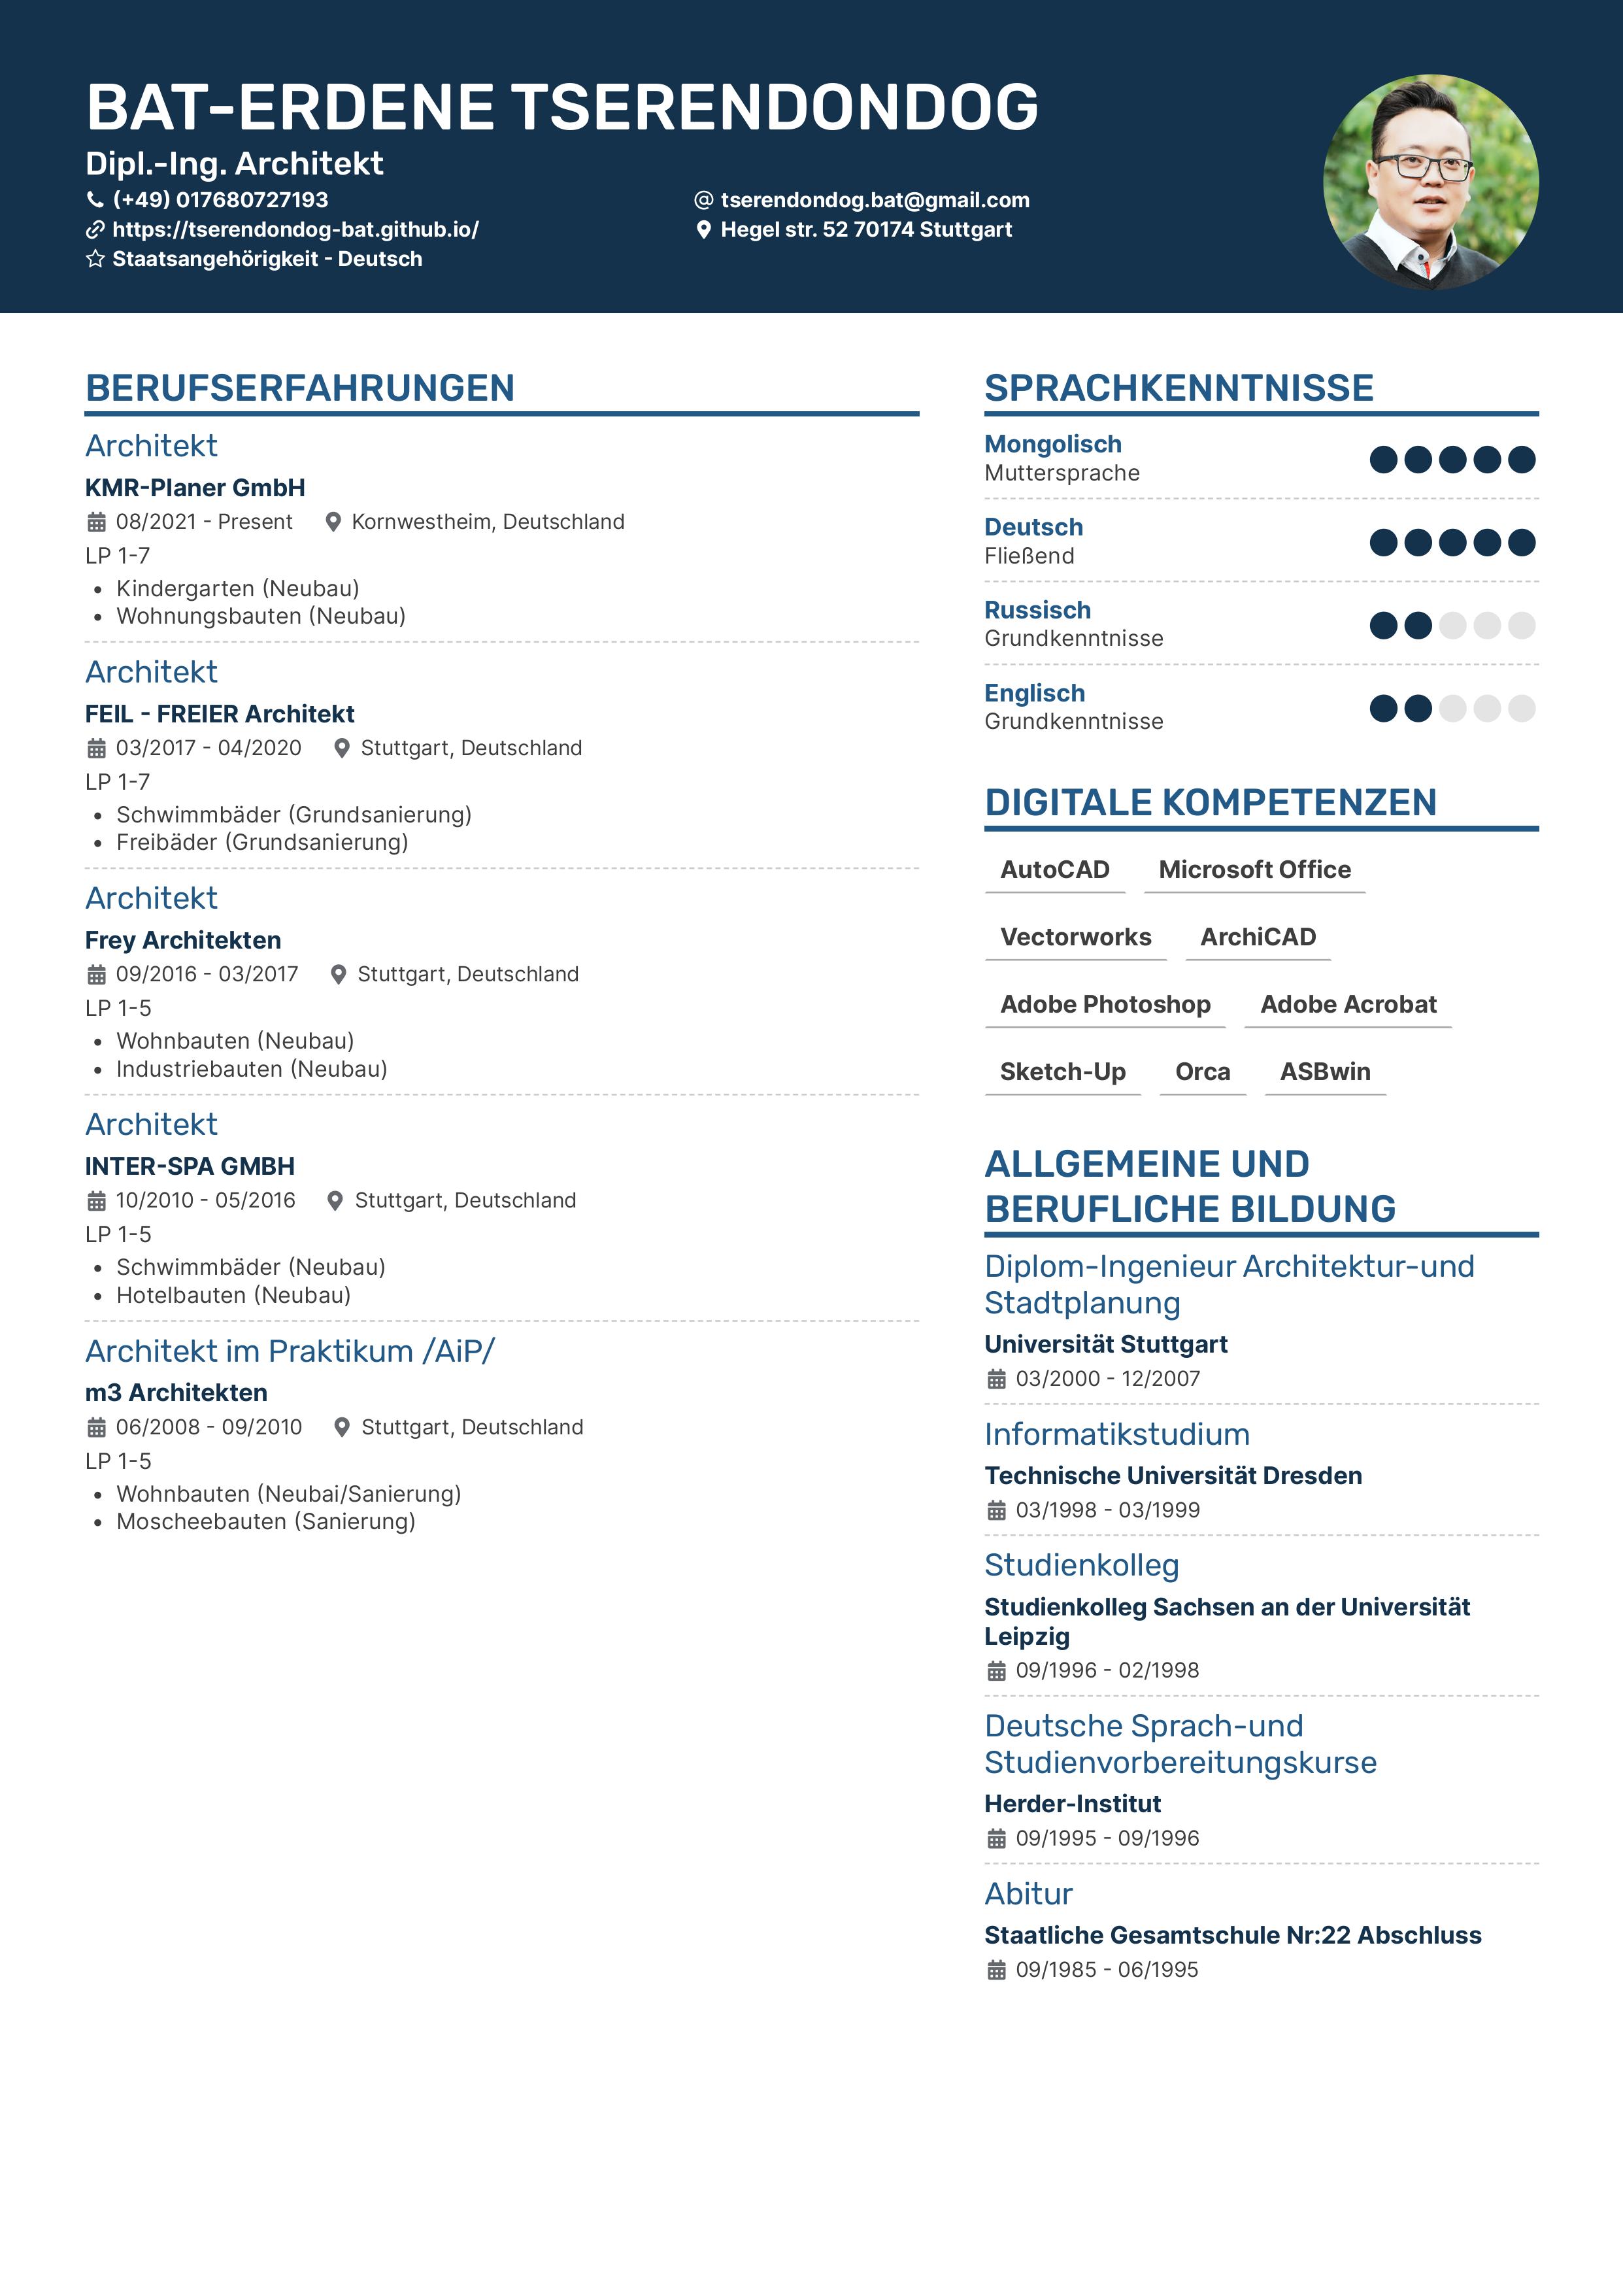 BAT-ERDENE TSERENDONDOG
Dipl.-Ing. Architekt
(+49) 017680727193
tserendondog.bat@gmail.com
https://tserendondog-bat.github.io/
Hegel str. 52 70174 Stuttgart
Staatsangehörigkeit - Deutsch
BERUFSERFAHRUNGEN
Architekt
KMR-Planer GmbH
08/2021 - Present Kornwestheim, Deutschland
LP 1-7
• Kindergarten (Neubau)
• Wohnungsbauten (Neubau)
Architekt
FEIL - FREIER Architekt
03/2017 - 04/2020 Stuttgart, Deutschland
LP 1-7
• Schwimmbäder (Grundsanierung)
• Freibäder (Grundsanierung)
Architekt
Frey Architekten
09/2016 - 03/2017 Stuttgart, Deutschland
LP 1-5
• Wohnbauten (Neubau)
• Industriebauten (Neubau)
Architekt
INTER-SPA GMBH
10/2010 - 05/2016 Stuttgart, Deutschland
LP 1-5
• Schwimmbäder (Neubau)
• Hotelbauten (Neubau)
Architekt im Praktikum /AiP/
m3 Architekten
06/2008 - 09/2010 Stuttgart, Deutschland
LP 1-5
• Wohnbauten (Neubai/Sanierung)
• Moscheebauten (Sanierung)
SPRACHKENNTNISSE
Mongolisch
Muttersprache
Deutsch
Fließend
Russisch
Grundkenntnisse
Englisch
Grundkenntnisse
DIGITALE KOMPETENZEN
AutoCAD Microsoft Office
Vectorworks ArchiCAD
Adobe Photoshop Adobe Acrobat
Sketch-Up Orca ASBwin
ALLGEMEINE UND
BERUFLICHE BILDUNG
Diplom-Ingenieur Architektur-und
Stadtplanung
Universität Stuttgart
03/2000 - 12/2007
Informatikstudium
Technische Universität Dresden
03/1998 - 03/1999
Studienkolleg
Studienkolleg Sachsen an der Universität
Leipzig
09/1996 - 02/1998
Deutsche Sprach-und
Studienvorbereitungskurse
Herder-Institut
09/1995 - 09/1996
Abitur
Staatliche Gesamtschule Nr:22 Abschluss
09/1985 - 06/1995